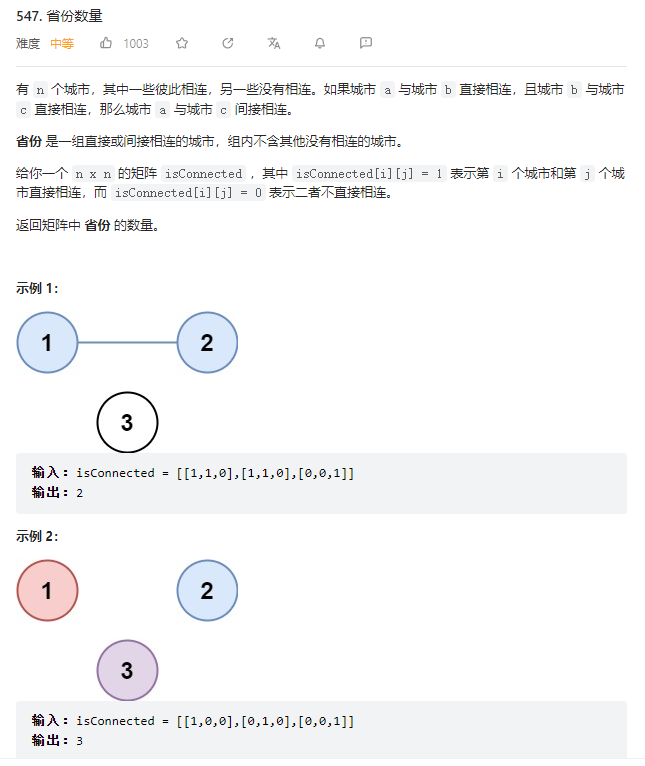 547. 省份数量
难度 中等 1003
有 n 个城市，其中一些彼此相连，另一些没有相连。如果城市 a 与城市 b 直接相连，且城市 b 与城市
c 直接相连，那么城市 a 与城市 c 间接相连。
省份 是一组直接或间接相连的城市，组内不含其他没有相连的城市。
给你一个 n x n 的矩阵 isConnected ，其中 isConnected[i][j] = 1 表示第 i 个城市和第 j 个城
市直接相连，而 isConnected[i][j] = 0 表示二者不直接相连。
返回矩阵中 省份 的数量。
示例 1：
1 2
3
输入：isConnected = [[1,1,0],[1,1,0],[0,0,1]]
输出：2
示例 2：
1 2
3
输入：isConnected = [[1,0,0],[0,1,0],[0,0,1]]
输出：3